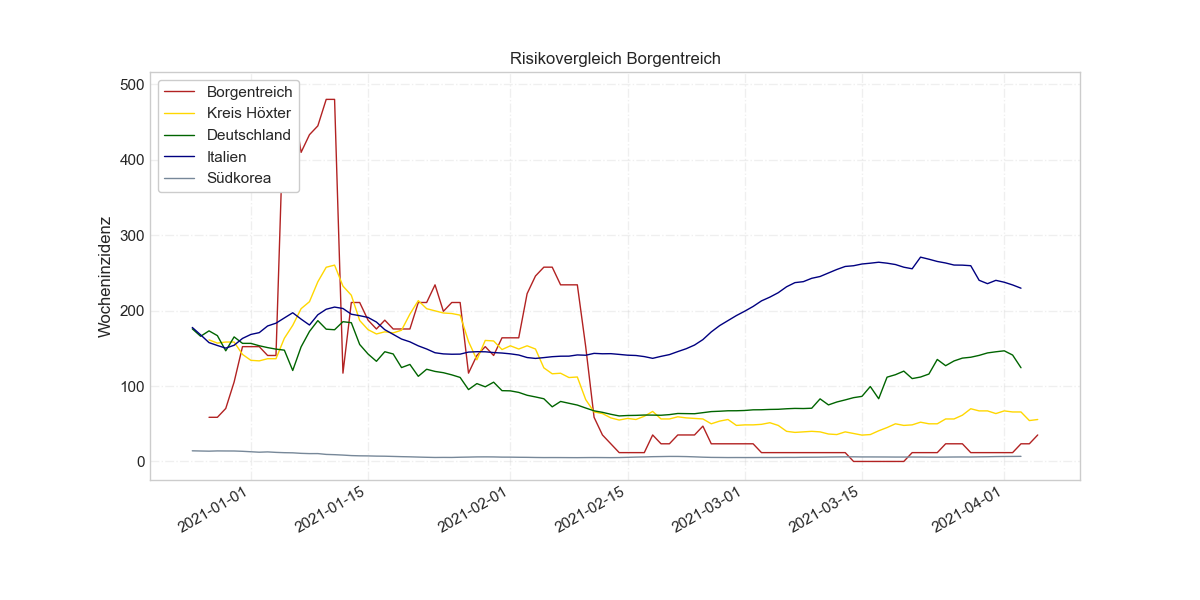 Risikovergleich Borgentreich
Wocheninzidenz
500
400
300
200
100
0
Borgentreich
Kreis Höxter
Deutschland
Italien
Südkorea
2021-01-01
2021-01-15
2021-02-01
2021-02-15
2021-03-01
2021-03-15
2021-04-01